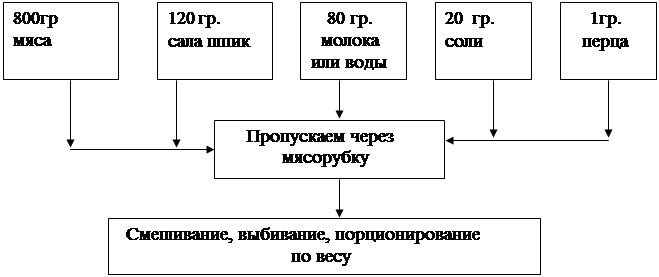 800гр
мяса
120 гр.
сала шпик
80 гр.
молока
или воды
20 гр.
соли
1гр.
перца
Пропускаем через
мясорубку
Смешивание, выбивание, порционирование
по весу